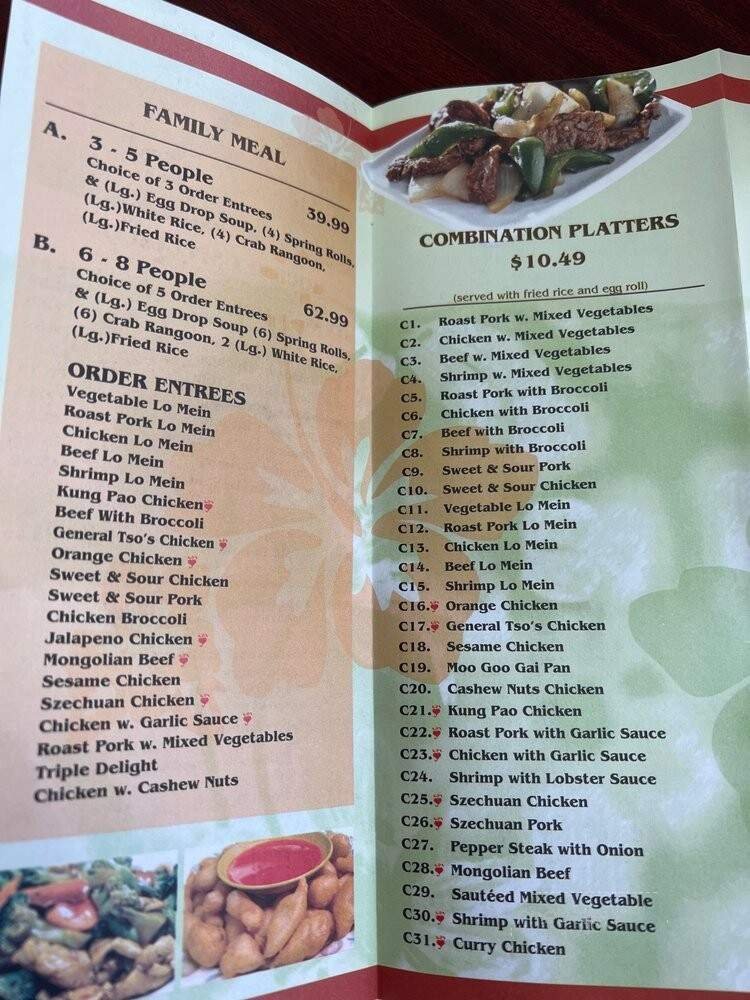 FAMILY MEAL
A. 3 - 5 People
Choice of 3 Order Entrees 39.99
& (Lg.) Egg Drop Soup, (4) Spring Rolls,
(Lg.)White Rice, (4) Crab Rangoon,
(Lg.)Fried Rice
B. 6 - 8 People
Choice of 5 Order Entrees 62.99
& (Lg.) Egg Drop Soup (6) Spring Rolls,
(6) Crab Rangoon, 2 (Lg.) White Rice,
(Lg.)Fried Rice
ORDER ENTREES
Vegetable Lo Mein
Roast Pork Lo Mein
Chicken Lo Mein
Beef Lo Mein
Shrimp Lo Mein
Kung Pao Chicken
Beef With Broccoli
General Tso's Chicken
Orange Chicken
Sweet & Sour Chicken
Sweet & Sour Pork
Chicken Broccoli
Jalapeno Chicken
Mongolian Beef
Sesame Chicken
Szechuan Chicken
Chicken w. Garlic Sauce
Roast Pork w. Mixed Vegetables
Triple Delight
Chicken w. Cashew Nuts
COMBINATION PLATTERS
$10.49
(served with fried rice and egg roll)
C1. Roast Pork w. Mixed Vegetables
C2. Chicken w. Mixed Vegetables
C3. Beef w. Mixed Vegetables
C4. Shrimp w. Mixed Vegetables
C5. Roast Pork with Broccoli
C6. Chicken with Broccoli
C7. Beef with Broccoli
C8. Shrimp with Broccoli
C9. Sweet & Sour Pork
C10. Sweet & Sour Chicken
C11. Vegetable Lo Mein
C12. Roast Pork Lo Mein
C13. Chicken Lo Mein
C14. Beef Lo Mein
C15. Shrimp Lo Mein
C16. Orange Chicken
C17. General Tso's Chicken
C18. Sesame Chicken
C19. Moo Goo Gai Pan
C20. Cashew Nuts Chicken
C21. Kung Pao Chicken
C22. Roast Pork with Garlic Sauce
C23. Chicken with Garlic Sauce
C24. Shrimp with Lobster Sauce
C25. Szechuan Chicken
C26. Szechuan Pork
C27. Pepper Steak with Onion
C28. Mongolian Beef
C29. Sautéed Mixed Vegetable
C30. Shrimp with Garlic Sauce
C31. Curry Chicken